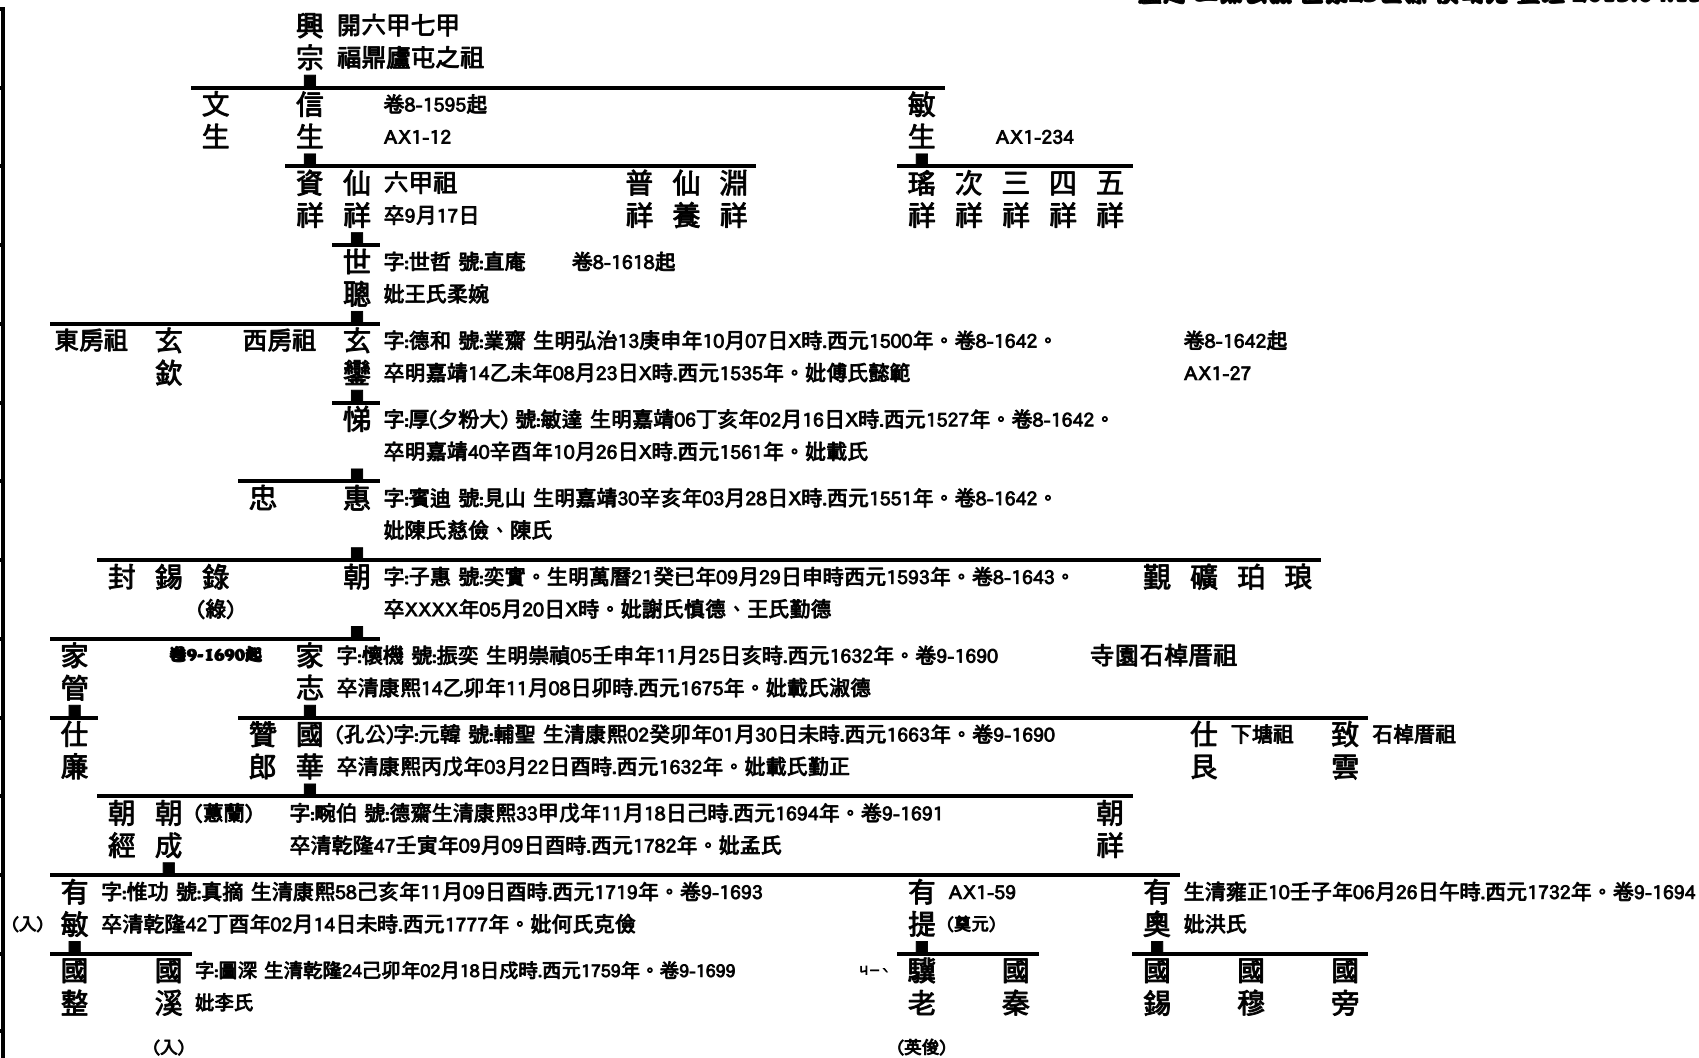 興宗 開六甲七甲
福鼎廬屯之祖
文生 信生 卷8-1595起 敏生
AX1-12 AX1-234
資祥 仙祥 六甲祖 普祥 仙養 淵祥 瑤祥 次祥 三祥 四祥 五祥
卒9月17日
世聰 字:世哲 號:直庵 卷8-1618起
妣王氏柔婉
東房祖 玄欽 西房祖 玄鑾 字:德和 號:業齋 生明弘治13庚申年10月07日X時.西元1500年。卷8-1642。 卷8-1642起
卒明嘉靖14乙未年08月23日X時.西元1535年。妣傅氏懿範 AX1-27
悌 字:厚(夕粉大) 號:敏達 生明嘉靖06丁亥年02月16日X時.西元1527年。卷8-1642。
卒明嘉靖40辛酉年10月26日X時.西元1561年。妣載氏
忠 惠 字:賓迪 號:見山 生明嘉靖30辛亥年03月28日X時.西元1551年。卷8-1642。
妣陳氏慈儉、陳氏
封 錫 錄 朝 字:子惠 號:奕實。生明萬曆21癸已年09月29日申時西元1593年。卷8-1643。 覲 礦 珀 琅
(綠) 卒XXXX年05月20日X時。妣謝氏慎德、王氏勤德
家管 卷9-1690起 家志 字:懷機 號:振奕 生明崇禎05壬申年11月25日亥時.西元1632年。卷9-1690 寺園石棹厝祖
卒清康熙14乙卯年11月08日卯時.西元1675年。妣載氏淑德
仕廉 贊郎 國華 (孔公)字:元韓 號:輔聖 生清康熙02癸卯年01月30日未時.西元1663年。卷9-1690 仕艮 下塘祖 致雲 石棹厝祖
卒清康熙丙戊年03月22日酉時.西元1632年。妣載氏勤正
朝經 朝成 (蕙蘭) 字:畹伯 號:德齋生清康熙33甲戊年11月18日己時.西元1694年。卷9-1691 朝祥
卒清乾隆47壬寅年09月09日酉時.西元1782年。妣孟氏
有敏 字:惟功 號:真摘 生清康熙58己亥年11月09日酉時.西元1719年。卷9-1693 有提 AX1-59 有奧 生清雍正10壬子年06月26日午時.西元1732年。卷9-1694
(入) 卒清乾隆42丁酉年02月14日未時.西元1777年。妣何氏克儉 (奠元) 妣洪氏
國整 國溪 字:圖深 生清乾隆24己卯年02月18日戍時.西元1759年。卷9-1699 ㄐㄧˋ 驥老 國秦 國錫 國穆 國旁
妣李氏
(入) (英俊)